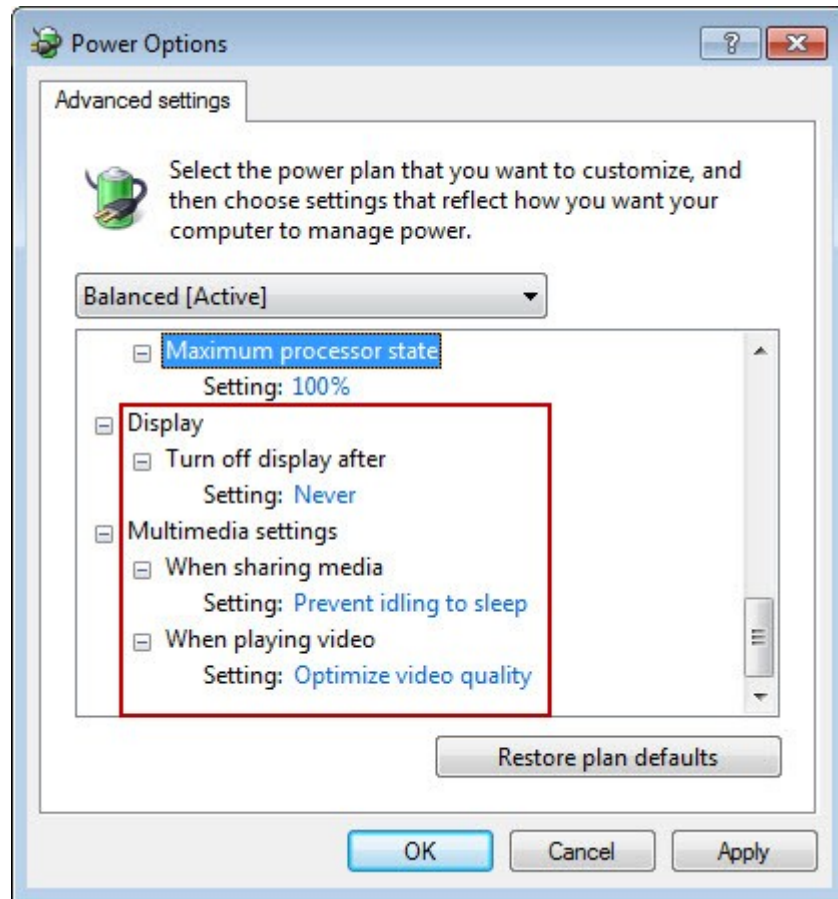 Power Options
Advanced settings
Select the power plan that you want to customize, and
then choose settings that reflect how you want your
computer to manage power.
Balanced [Active]
Maximum processor state
Setting: 100%
Display
Turn off display after
Setting: Never
Multimedia settings
When sharing media
Setting: Prevent idling to sleep
When playing video
Setting: Optimize video quality
Restore plan defaults
OK Cancel Apply